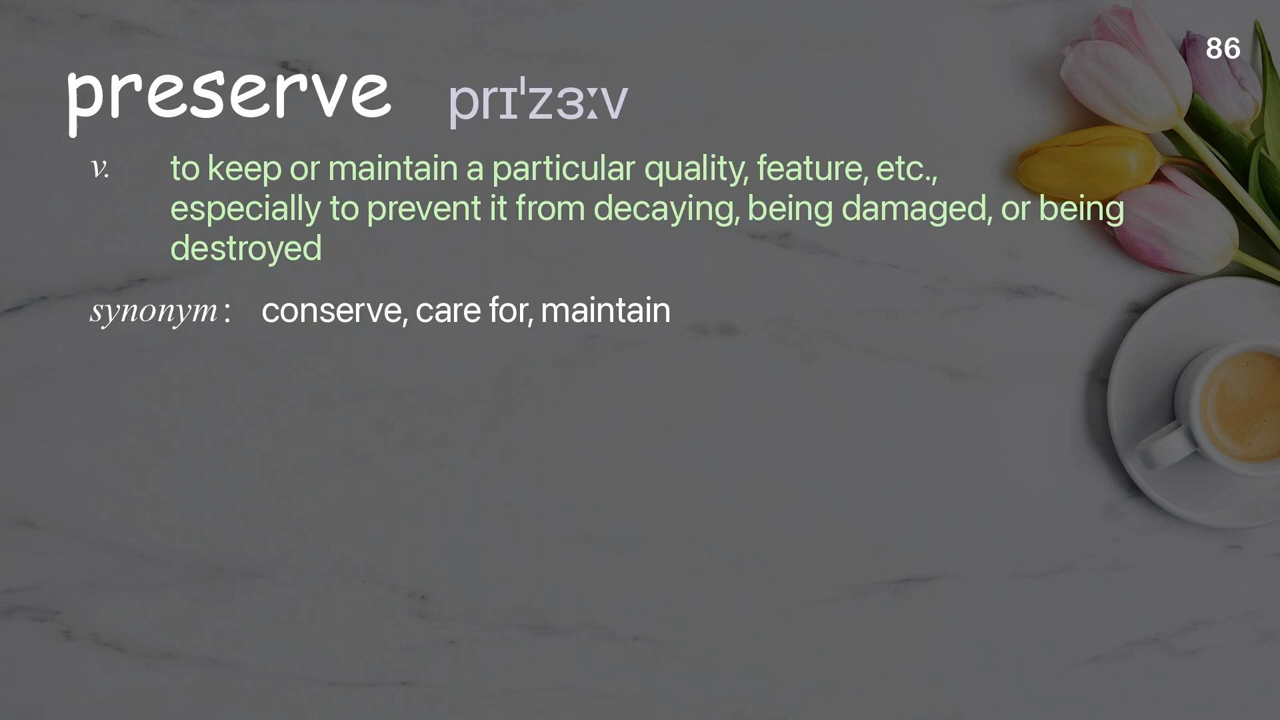 86
preserve prɪˈzɜːv
v. to keep or maintain a particular quality, feature, etc.,
especially to prevent it from decaying, being damaged, or being
destroyed
synonym: conserve, care for, maintain